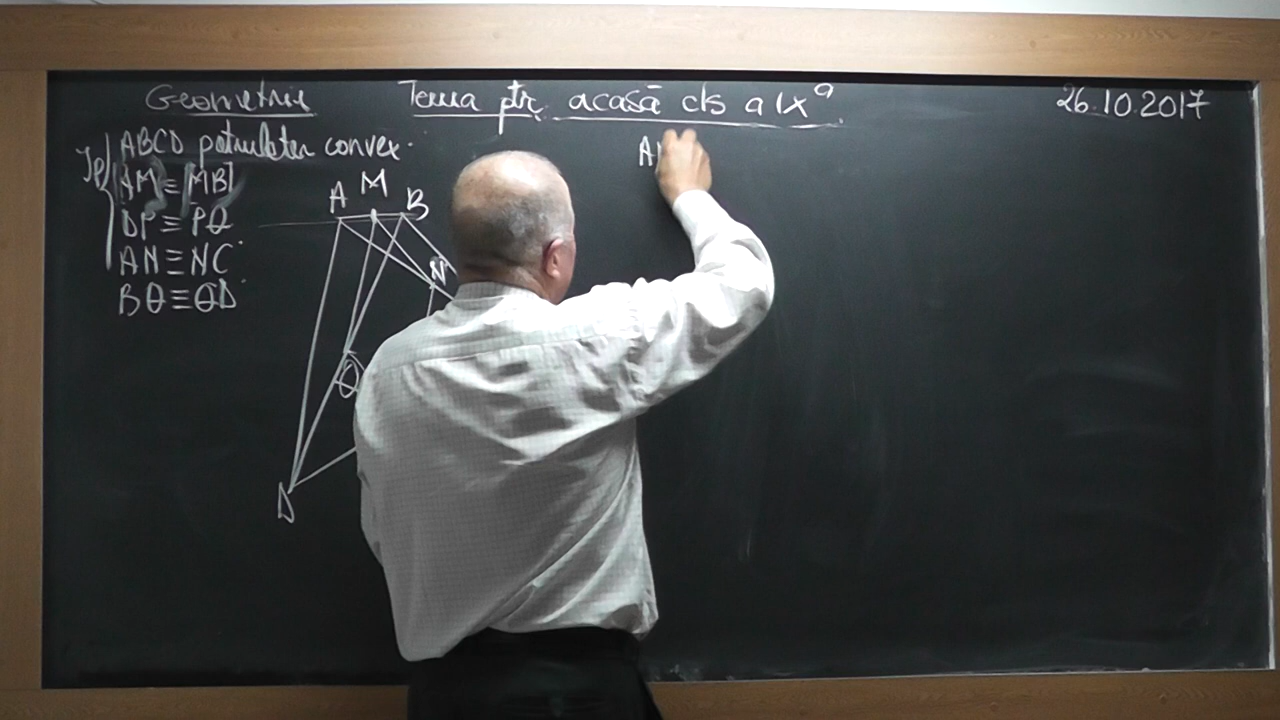 Geometrie Tema ptr. acasă cls a IX a 26.10.2017
Ip ABCD patrulater convex.
[AM ≡ [MB]
DP ≡ PQ
AN ≡ NC
BQ ≡ QD
A M B
N
Q
D
A